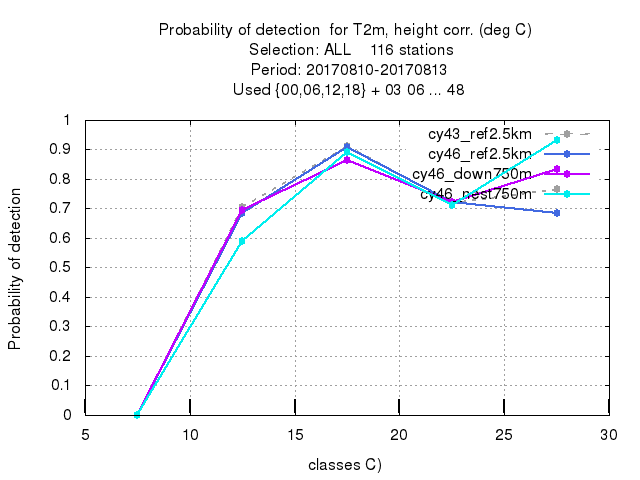 Probability of detection  for T2m, height corr. (deg C)
Selection: ALL    116 stations
Period: 20170810-20170813
Used {00,06,12,18} + 03 06 ... 48
1
0.9
0.8
0.7
0.6
0.5
0.4
0.3
0.2
0.1
0
Probability of detection
cy43_ref2.5km
cy46_ref2.5km
cy46_down750m
cy46_nest750m
5
10
15
20
25
30
classes C)